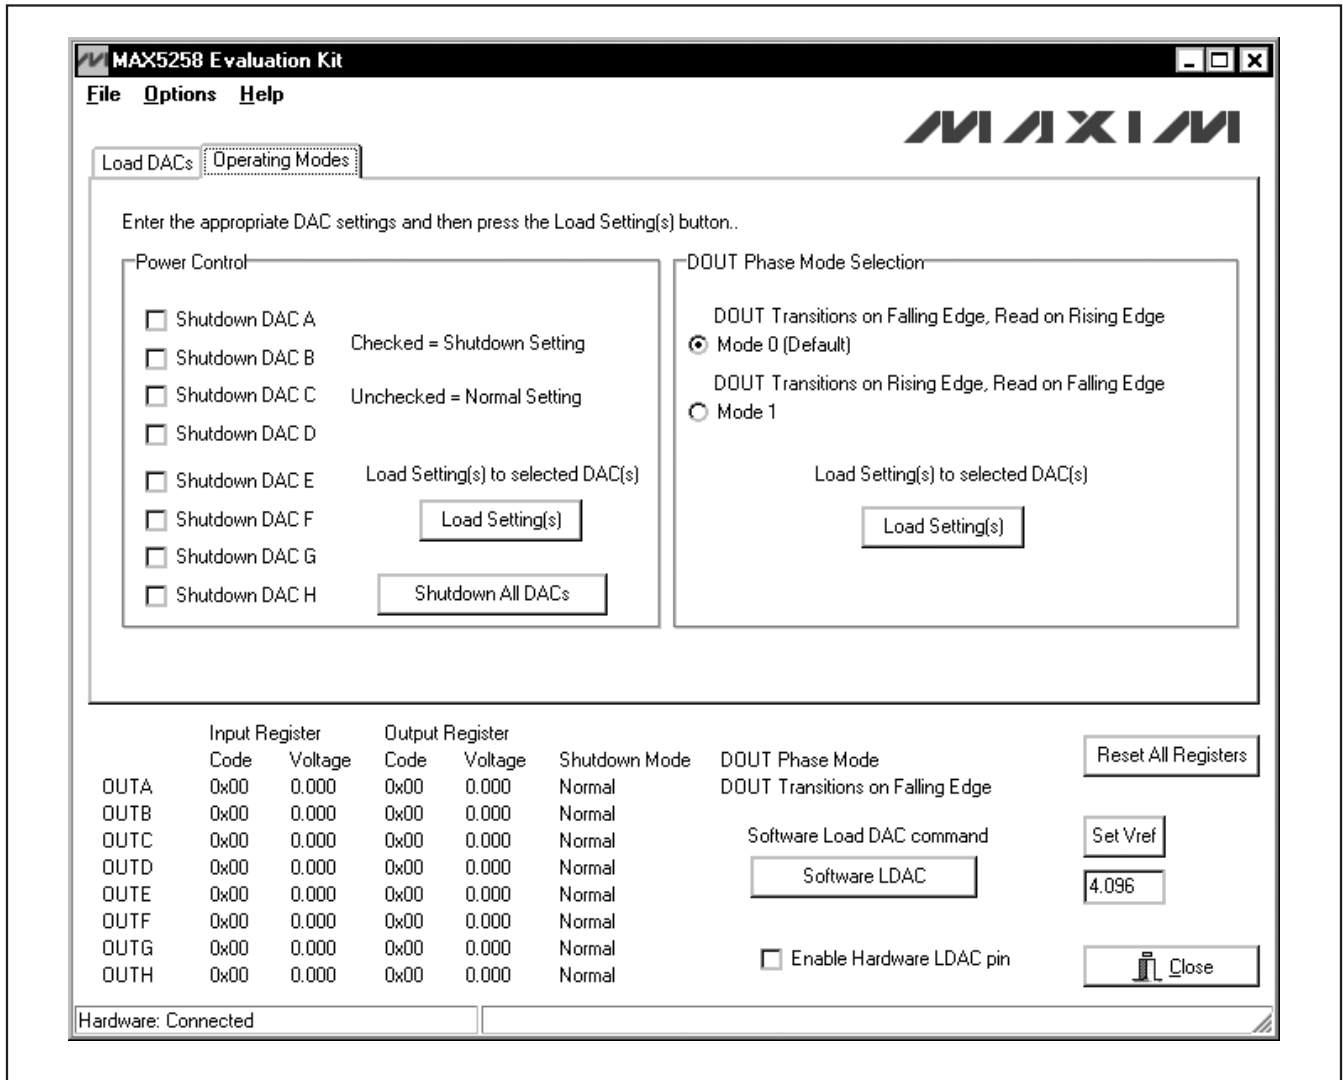 MAX5258 Evaluation Kit
File Options Help
MAXIM
Load DACs Operating Modes
Enter the appropriate DAC settings and then press the Load Setting(s) button..
Power Control
Shutdown DAC A
Shutdown DAC B
Shutdown DAC C
Shutdown DAC D
Shutdown DAC E
Shutdown DAC F
Shutdown DAC G
Shutdown DAC H
Checked = Shutdown Setting
Unchecked = Normal Setting
Load Setting(s) to selected DAC(s)
Load Setting(s)
Shutdown All DACs
DOUT Phase Mode Selection
DOUT Transitions on Falling Edge, Read on Rising Edge
Mode 0 (Default)
DOUT Transitions on Rising Edge, Read on Falling Edge
Mode 1
Load Setting(s) to selected DAC(s)
Load Setting(s)
Input Register Output Register
Code Voltage Code Voltage Shutdown Mode
OUTA 0x00 0.000 0x00 0.000 Normal
OUTB 0x00 0.000 0x00 0.000 Normal
OUTC 0x00 0.000 0x00 0.000 Normal
OUTD 0x00 0.000 0x00 0.000 Normal
OUTE 0x00 0.000 0x00 0.000 Normal
OUTF 0x00 0.000 0x00 0.000 Normal
OUTG 0x00 0.000 0x00 0.000 Normal
OUTH 0x00 0.000 0x00 0.000 Normal
DOUT Phase Mode
DOUT Transitions on Falling Edge
Software Load DAC command
Software LDAC
Enable Hardware LDAC pin
Reset All Registers
Set Vref
4.096
Close
Hardware: Connected